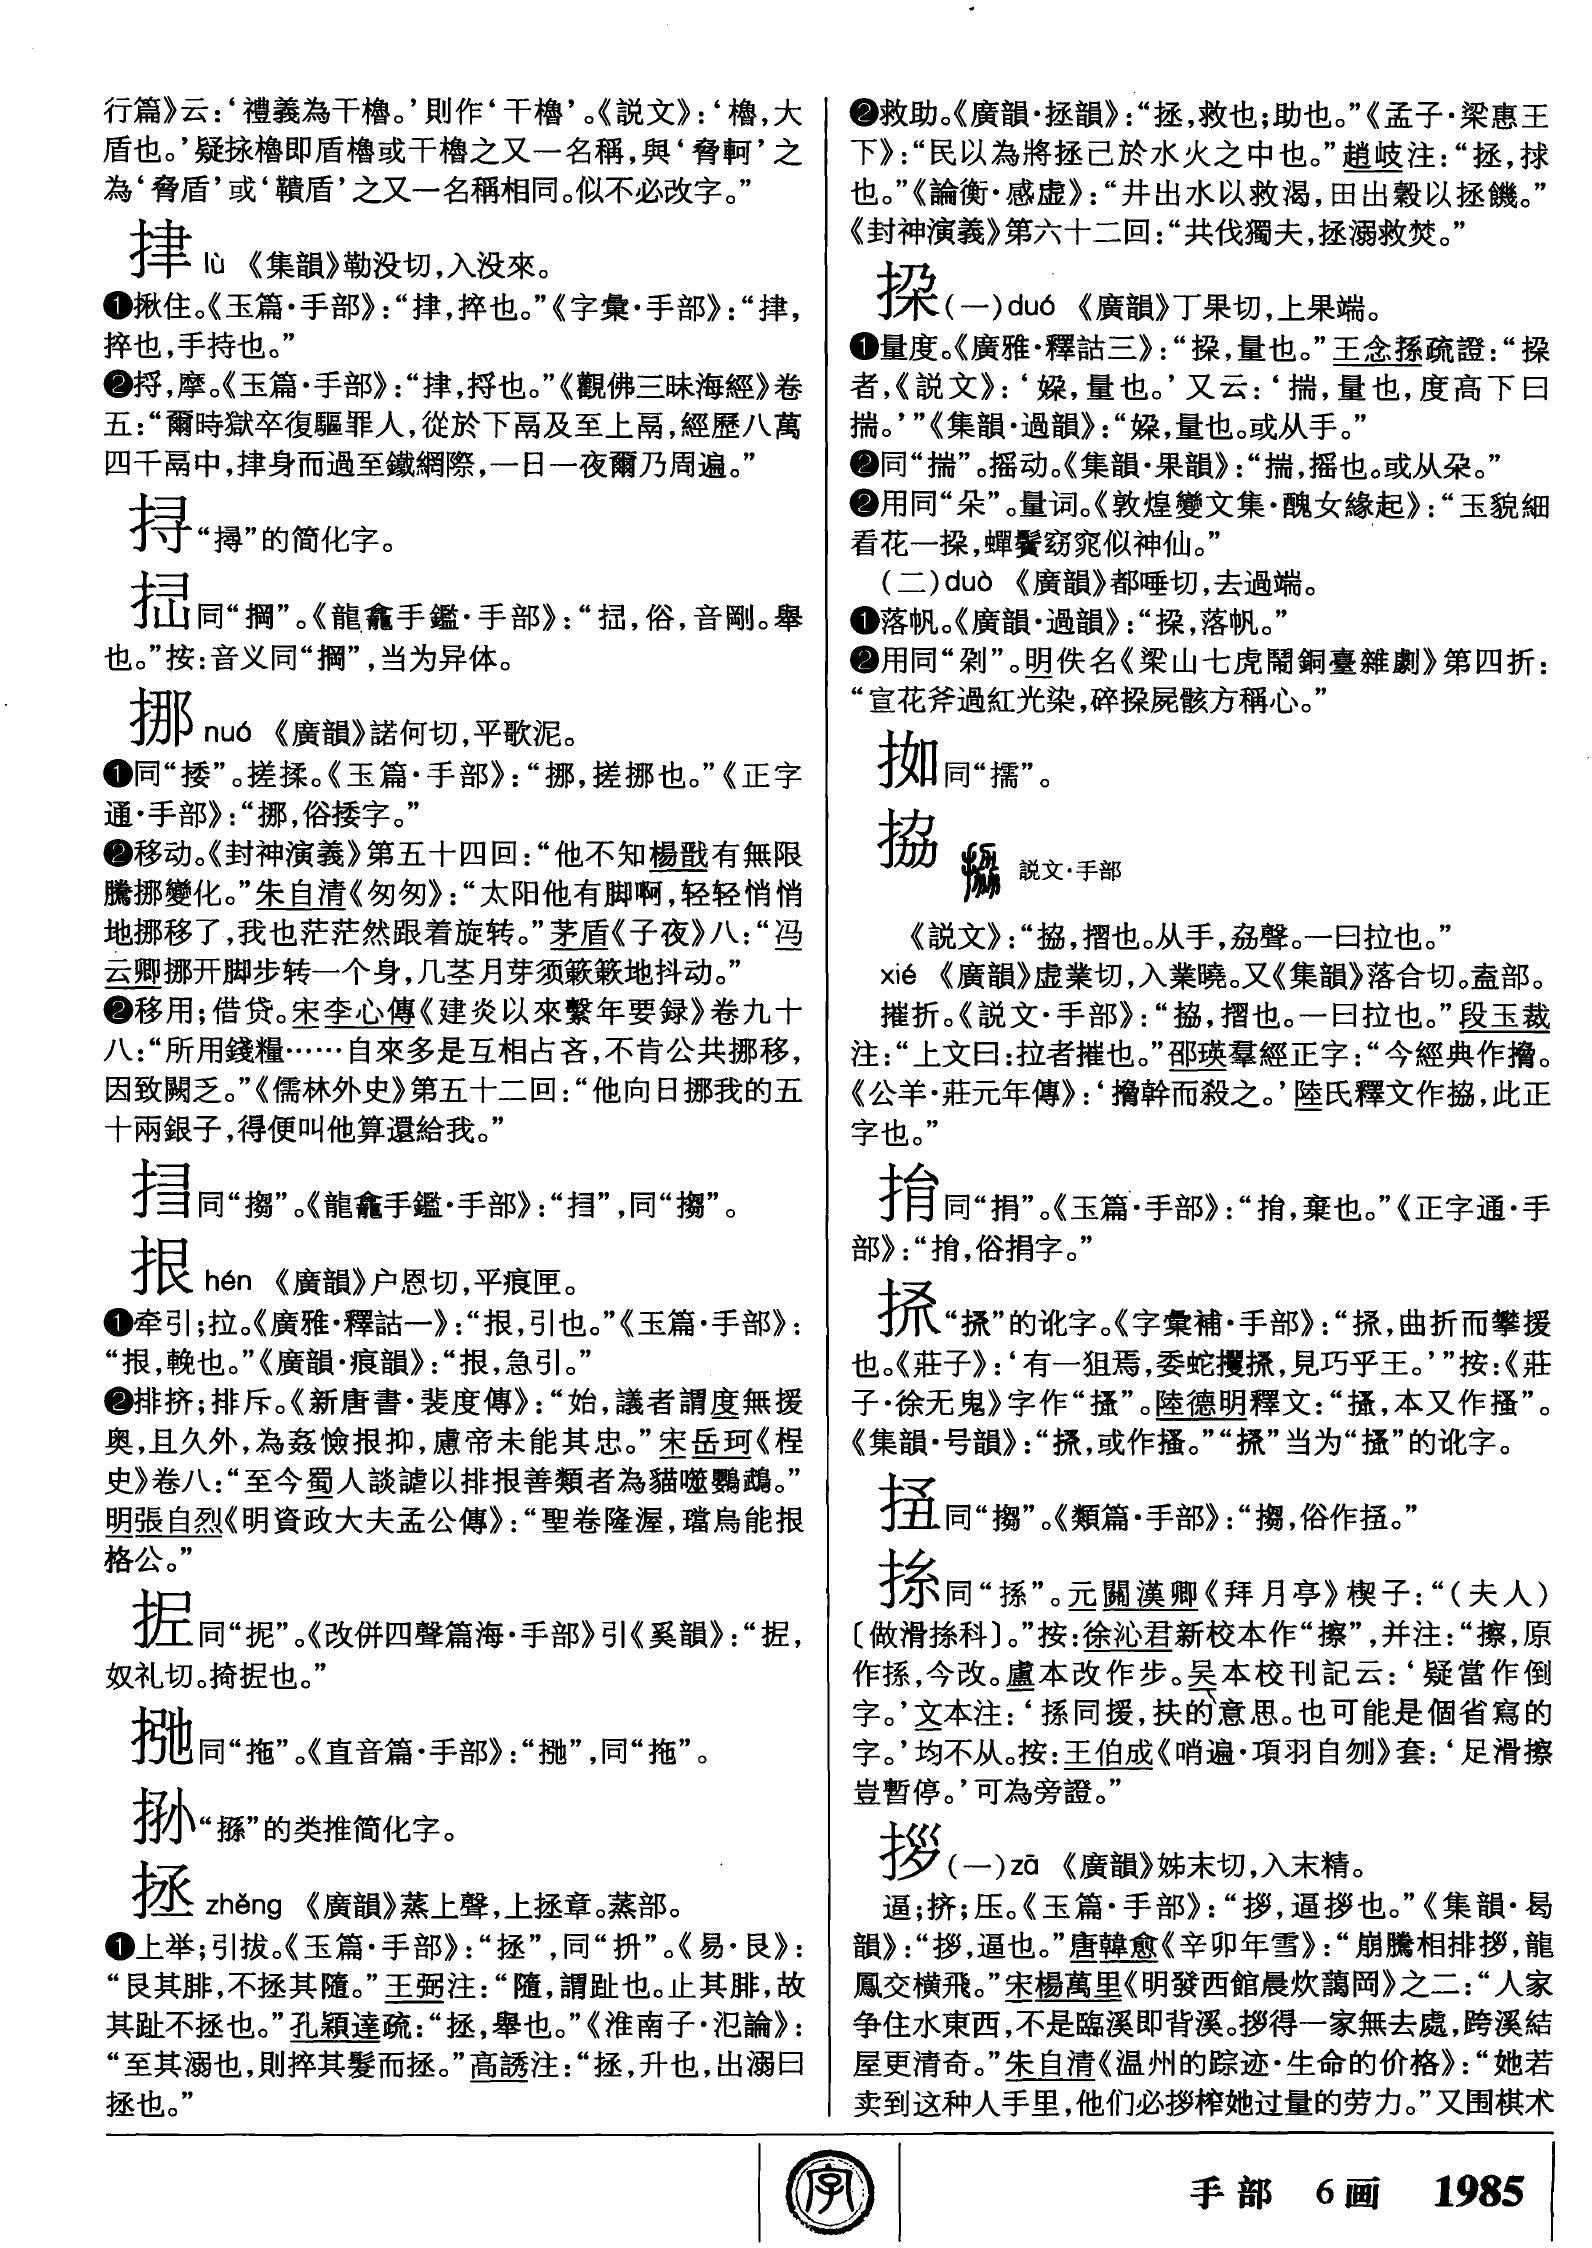 行篇》云：‘禮義為干櫓。’則作‘干櫓’。《説文》：‘櫓，大
盾也。’疑拺櫓即盾櫓或干櫓之又一名稱，與‘脅軻’之
為‘脅盾’或‘鞼盾’之又一名稱相同。似不必改字。”
㧻 lù 《集韻》勒没切，入没來。
❶揪住。《玉篇·手部》：“，捽也。”《字彙·手部》：“，
捽也，手持也。”
❷捋，摩。《玉篇·手部》：“，捋也。”《觀佛三昧海經》卷
五：“爾時獄卒復驅罪人，從於下鬲及至上鬲，經歷八萬
四千鬲中，身而過至鐵網際，一日一夜爾乃周遍。”
挦“撏”的简化字。
同“掆”。《龍龕手鑑·手部》：“，俗，音剛。舉
也。”按：音义同“掆”，当为异体。
挪 nuó 《廣韻》諾何切，平歌泥。
❶同“捼”。搓揉。《玉篇·手部》：“挪，搓挪也。”《正字
通·手部》：“挪，俗捼字。”
❷移动。《封神演義》第五十四回：“他不知楊戩有無限
騰挪變化。”朱自清《匆匆》：“太阳他有脚啊，轻轻悄悄
地挪移了，我也茫茫然跟着旋转。”茅盾《子夜》八：“冯
云卿挪开脚步转一个身，几茎月芽须簌簌地抖动。”
❷移用；借贷。宋李心傳《建炎以來繫年要録》卷九十
八：“所用錢糧……自來多是互相占吝，不肯公共挪移，
因致闕乏。”《儒林外史》第五十二回：“他向日挪我的五
十兩銀子，得便叫他算還給我。”
同“搊”。《龍龕手鑑·手部》：“”，同“搊”。
拫 hén 《廣韻》户恩切，平痕匣。
❶牵引；拉。《廣雅·釋詁一》：“拫，引也。”《玉篇·手部》：
“拫，輓也。”《廣韻·痕韻》：“拫，急引。”
❷排挤；排斥。《新唐書·裴度傳》：“始，議者謂度無援
奥，且久外，為姦憸拫抑，慮帝未能其忠。”宋岳珂《桯
史》卷八：“至今蜀人談謔以排拫善類者為貓噬鸚鵡。”
明張自烈《明資政大夫孟公傳》：“聖卷隆渥，璫烏能拫
格公。”
抳同“抳”。《改併四聲篇海·手部》引《奚韻》：“，
奴礼切。掎也。”
同“拖”。《直音篇·手部》：“”，同“拖”。
“搎”的类推简化字。
拯 zhěng 《廣韻》蒸上聲，上拯章。蒸部。
❶上举；引拔。《玉篇·手部》：“拯”，同“抍”。《易·艮》：
“艮其腓，不拯其隨。”王弼注：“隨，謂趾也。止其腓，故
其趾不拯也。”孔穎達疏：“拯，舉也。”《淮南子·氾論》：
“至其溺也，則捽其髮而拯。”高誘注：“拯，升也，出溺曰
拯也。”
❷救助。《廣韻·拯韻》：“拯，救也；助也。”《孟子·梁惠王
下》：“民以為將拯己於水火之中也。”趙岐注：“拯，捄
也。”《論衡·感虚》：“井出水以救渴，田出穀以拯饑。”
《封神演義》第六十二回：“共伐獨夫，拯溺救焚。”
挆（一）duó 《廣韻》丁果切，上果端。
❶量度。《廣雅·釋詁三》：“挆，量也。”王念孫疏證：“挆
者，《説文》：‘㛊，量也。’又云：‘揣，量也，度高下曰
揣。’”《集韻·過韻》：“㛊，量也。或从手。”
❷同“揣”。摇动。《集韻·果韻》：“揣，摇也。或从朶。”
❷用同“朵”。量词。《敦煌變文集·醜女緣起》：“玉貌細
看花一挆，蟬鬢窈窕似神仙。”
（二）duò 《廣韻》都唾切，去過端。
❶落帆。《廣韻·過韻》：“挆，落帆。”
❷用同“剁”。明佚名《梁山七虎鬧銅臺雜劇》第四折：
“宣花斧過紅光染，碎挆屍骸方稱心。”
挐同“擩”。
拹 説文·手部
《説文》：“拹，摺也。从手，劦聲。一曰拉也。”
xié 《廣韻》虚業切，入業曉。又《集韻》落合切。盍部。
摧折。《説文·手部》：“拹，摺也。一曰拉也。”段玉裁
注：“上文曰：拉者摧也。”邵瑛羣經正字：“今經典作搚。
《公羊·莊元年傳》：‘搚幹而殺之。’陸氏釋文作拹，此正
字也。”
同“捐”。《玉篇·手部》：“，棄也。”《正字通·手
部》：“，俗捐字。”
“”的讹字。《字彙補·手部》：“，曲折而攀援
也。《莊子》：‘有一狙焉，委蛇攫，見巧乎王。’”按：《莊
子·徐无鬼》字作“搔”。陸德明釋文：“搔，本又作搔”。
《集韻·号韻》：“，或作搔。”“”当为“搔”的讹字。
同“搊”。《類篇·手部》：“搊，俗作。”
同“搎”。元關漢卿《拜月亭》楔子：“（夫人）
〔做滑科〕。”按：徐沁君新校本作“擦”，并注：“擦，原
作，今改。盧本改作步。吴本校刊記云：‘疑當作倒
字。’文本注：‘同援，扶的意思。也可能是個省寫的
字。’均不从。按：王伯成《哨遍·項羽自刎》套：‘足滑擦
豈暫停。’可為旁證。”
拶（一）zā 《廣韻》姊末切，入末精。
逼；挤；压。《玉篇·手部》：“拶，逼拶也。”《集韻·曷
韻》：“拶，逼也。”唐韓愈《辛卯年雪》：“崩騰相排拶，龍
鳳交横飛。”宋楊萬里《明發西館晨炊藹岡》之二：“人家
争住水東西，不是臨溪即背溪。拶得一家無去處，跨溪結
屋更清奇。”朱自清《温州的踪迹·生命的价格》：“她若
卖到这种人手里，他们必拶榨她过量的劳力。”又围棋术
字
手部 6画 1985